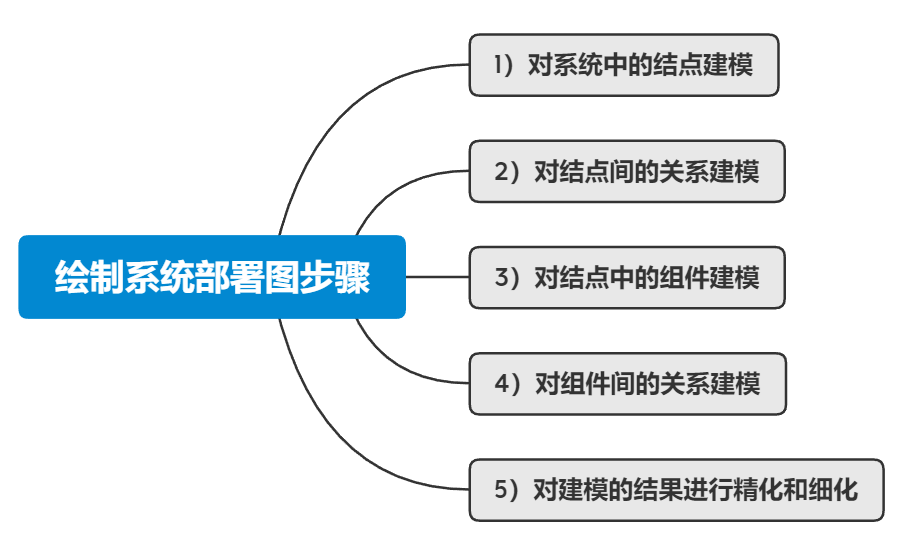 绘制系统部署图步骤
1）对系统中的结点建模
2）对结点间的关系建模
3）对结点中的组件建模
4）对组件间的关系建模
5）对建模的结果进行精化和细化